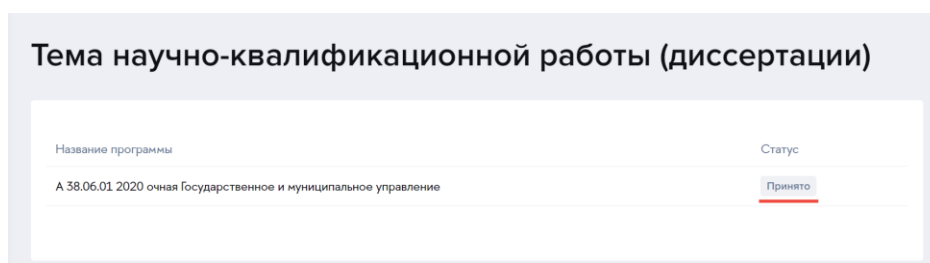 Тема научно-квалификационной работы (диссертации)
Название программы Статус
А 38.06.01 2020 очная Государственное и муниципальное управление Принято